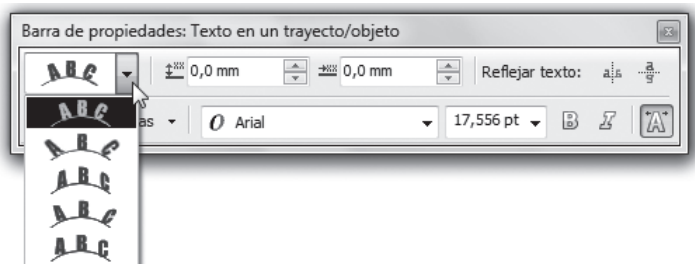 Barra de propiedades: Texto en un trayecto/objeto
ABC 0,0 mm 0,0 mm Reflejar texto:
ABC as O Arial 17,556 pt B I A
ABC
ABC
ABC
ABC